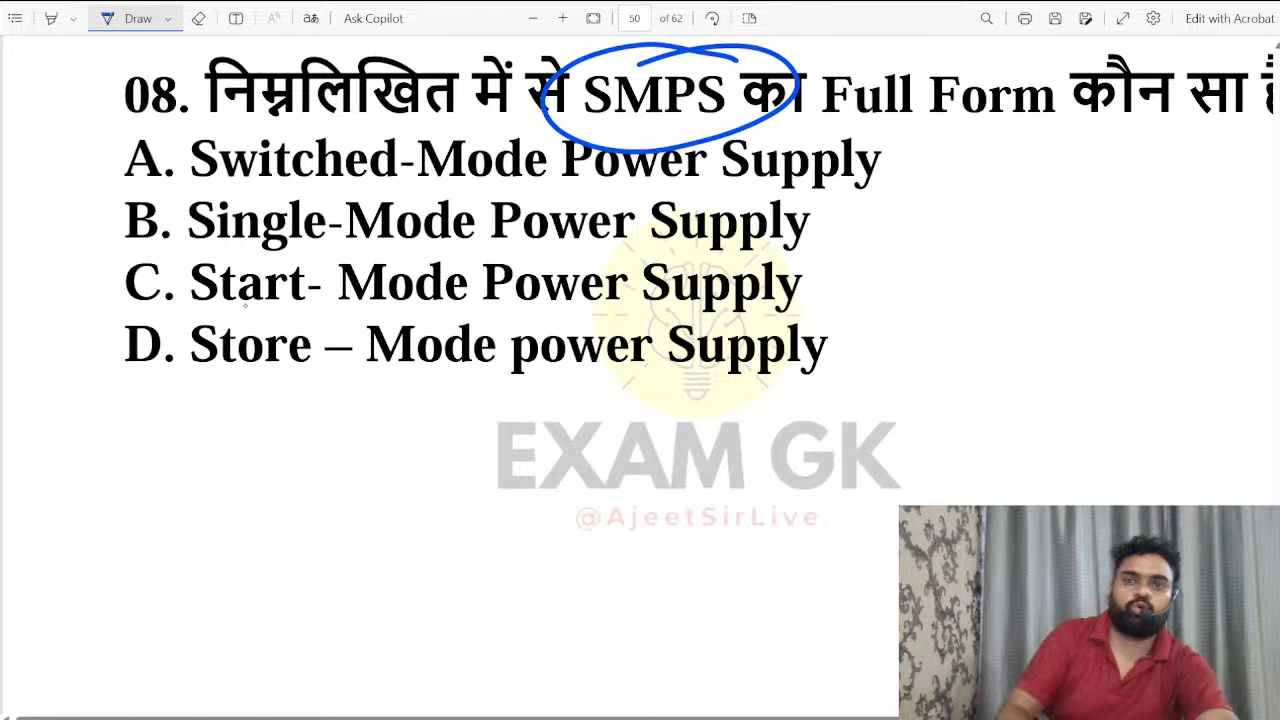 Draw
Ask Copilot
50 of 62
Edit with Acrobat
08. निम्नलिखित में से SMPS का Full Form कौन सा
A. Switched-Mode Power Supply
B. Single-Mode Power Supply
C. Start- Mode Power Supply
D. Store – Mode power Supply
EXAM GK
@AjeetSirLive